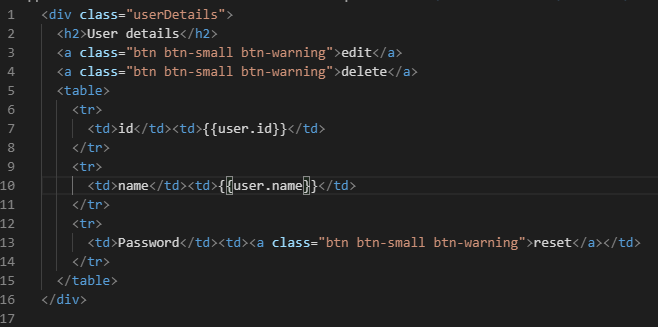 1 <div class="userDetails">
2 <h2>User details</h2>
3 <a class="btn btn-small btn-warning">edit</a>
4 <a class="btn btn-small btn-warning">delete</a>
5 <table>
6 <tr>
7 <td>id</td><td>{{user.id}}</td>
8 </tr>
9 <tr>
10 <td>name</td><td>{{user.name}}</td>
11 </tr>
12 <tr>
13 <td>Password</td><td><a class="btn btn-small btn-warning">reset</a></td>
14 </tr>
15 </table>
16 </div>
17